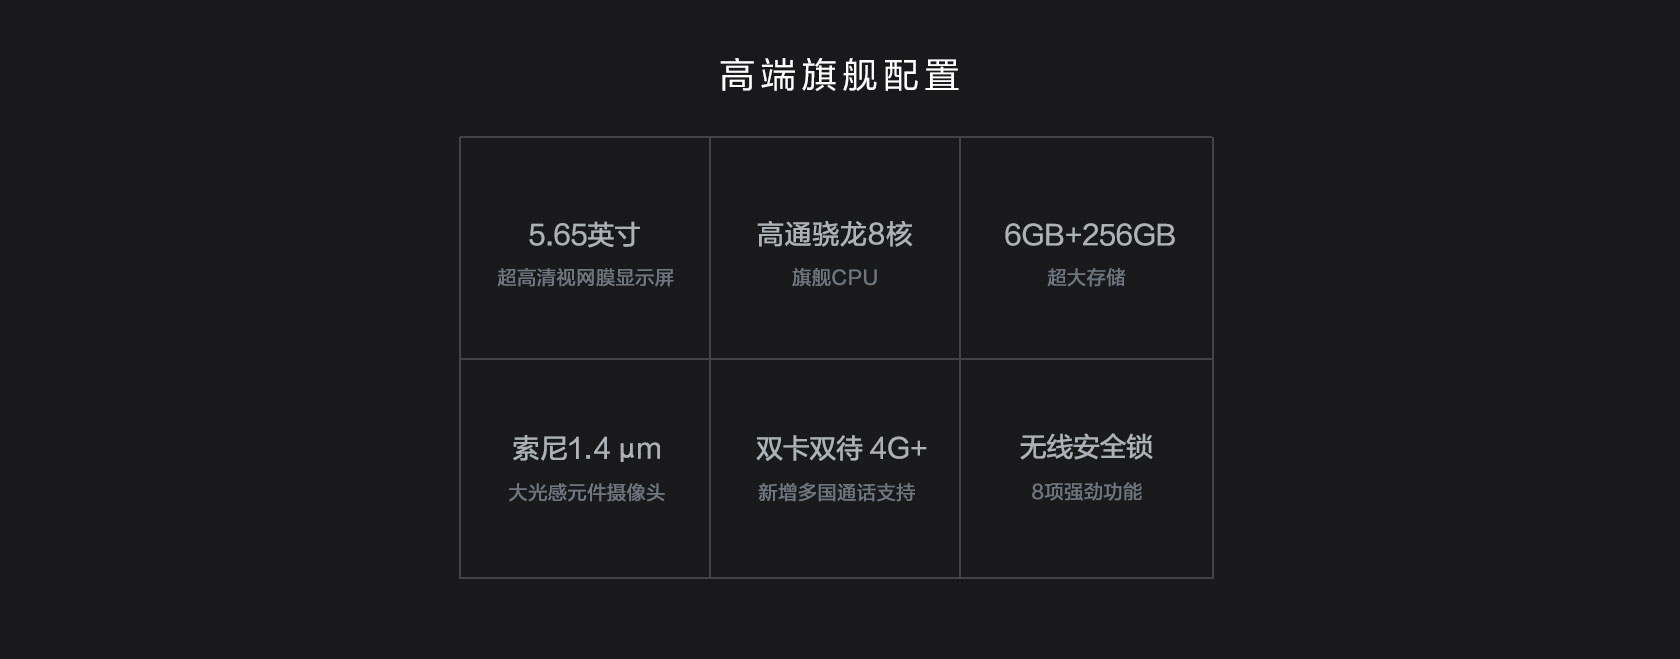 高端旗舰配置
5.65英寸
超高清视网膜显示屏
高通骁龙8核
旗舰CPU
6GB+256GB
超大存储
索尼1.4 μm
大光感元件摄像头
双卡双待 4G+
新增多国通话支持
无线安全锁
8项强劲功能